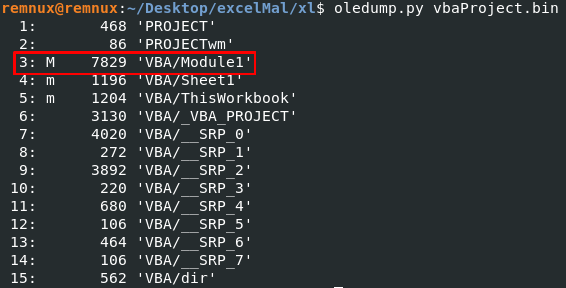 remnux@remnux:~/Desktop/excelMal/xl$ oledump.py vbaProject.bin
  1:       468 'PROJECT'
  2:        86 'PROJECTwm'
  3: M    7829 'VBA/Module1'
  4: m    1196 'VBA/Sheet1'
  5: m    1204 'VBA/ThisWorkbook'
  6:      3130 'VBA/_VBA_PROJECT'
  7:      4020 'VBA/__SRP_0'
  8:       272 'VBA/__SRP_1'
  9:      3892 'VBA/__SRP_2'
 10:       220 'VBA/__SRP_3'
 11:       680 'VBA/__SRP_4'
 12:       106 'VBA/__SRP_5'
 13:       464 'VBA/__SRP_6'
 14:       106 'VBA/__SRP_7'
 15:       562 'VBA/dir'